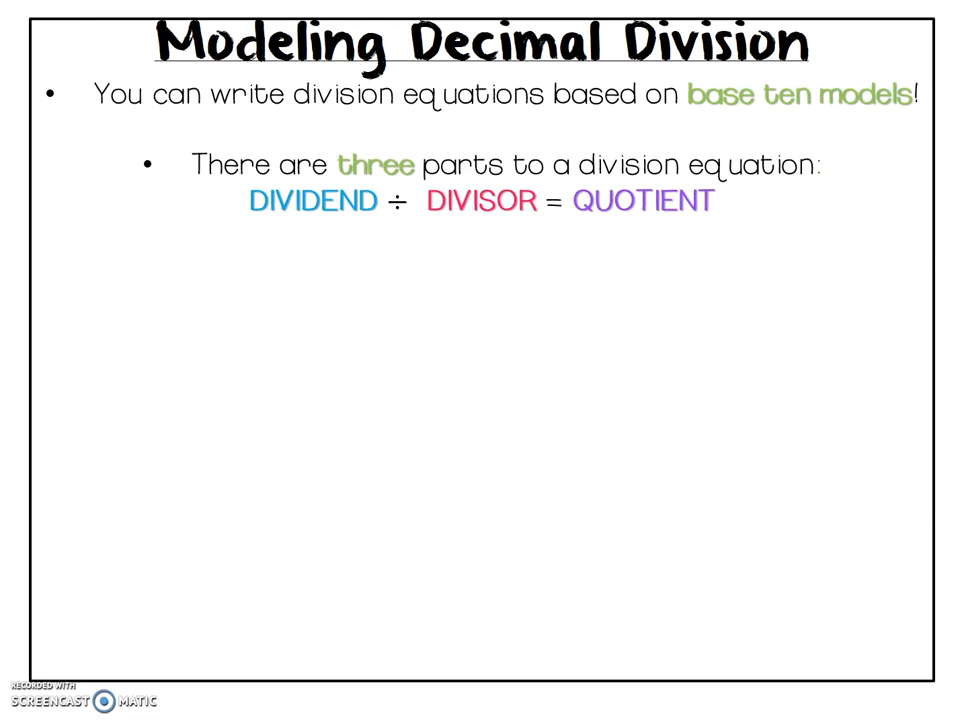 Modeling Decimal Division
• You can write division equations based on base ten models!
• There are three parts to a division equation:
DIVIDEND ÷ DIVISOR = QUOTIENT
RECORDED WITH
SCREENCAST MATIC